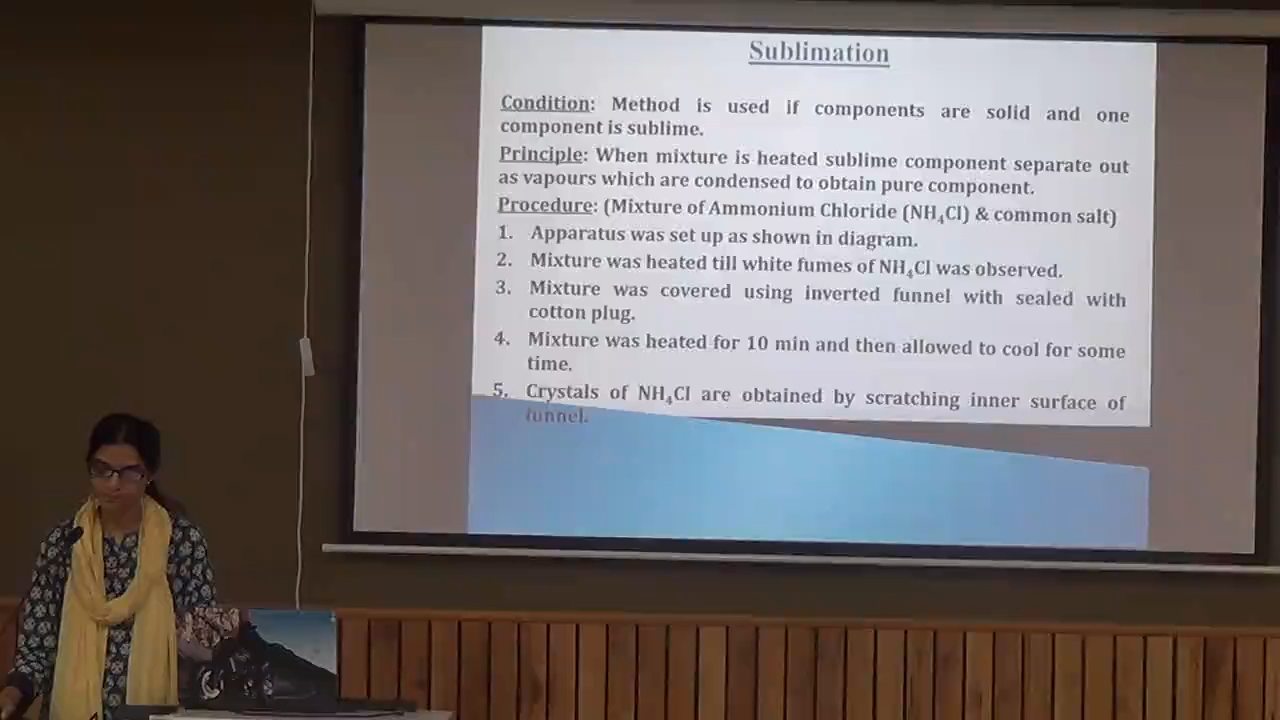 Sublimation
Condition: Method is used if components are solid and one
component is sublime.
Principle: When mixture is heated sublime component separate out
as vapours which are condensed to obtain pure component.
Procedure: (Mixture of Ammonium Chloride (NH₄Cl) & common salt)
1. Apparatus was set up as shown in diagram.
2. Mixture was heated till white fumes of NH₄Cl was observed.
3. Mixture was covered using inverted funnel with sealed with
cotton plug.
4. Mixture was heated for 10 min and then allowed to cool for some
time.
5. Crystals of NH₄Cl are obtained by scratching inner surface of
funnel.